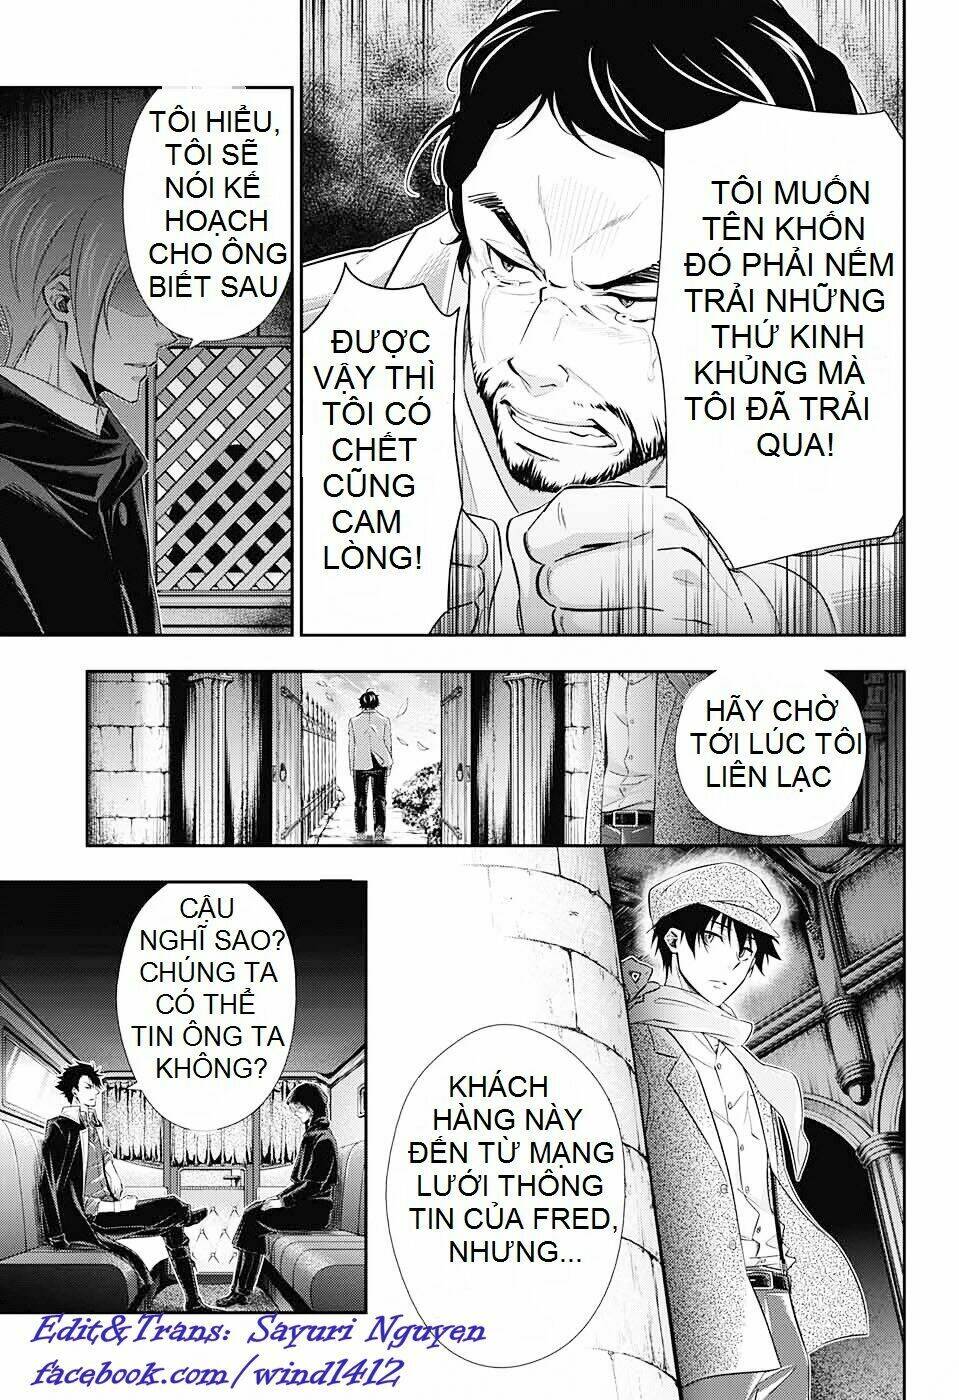 TÔI MUỐN
TÊN KHỐN
ĐÓ PHẢI NẾM
TRẢI NHỮNG
THỨ KINH
KHỦNG MÀ
TÔI ĐÃ TRẢI
QUA!
ĐƯỢC
VẬY THÌ
TÔI CÓ
CHẾT
CŨNG
CAM
LÒNG!
TÔI HIỂU,
TÔI SẼ
NÓI KẾ
HOẠCH
CHO ÔNG
BIẾT SAU
HÃY CHỜ
TỚI LÚC TÔI
LIÊN LẠC
KHÁCH
HÀNG NÀY
ĐẾN TỪ MẠNG
LƯỚI THÔNG
TIN CỦA FRED,
NHƯNG...
CẬU
NGHĨ SAO?
CHÚNG TA
CÓ THỂ
TIN ÔNG TA
KHÔNG?
Edit&Trans: Sayuri Nguyen
facebook.com/wind1412